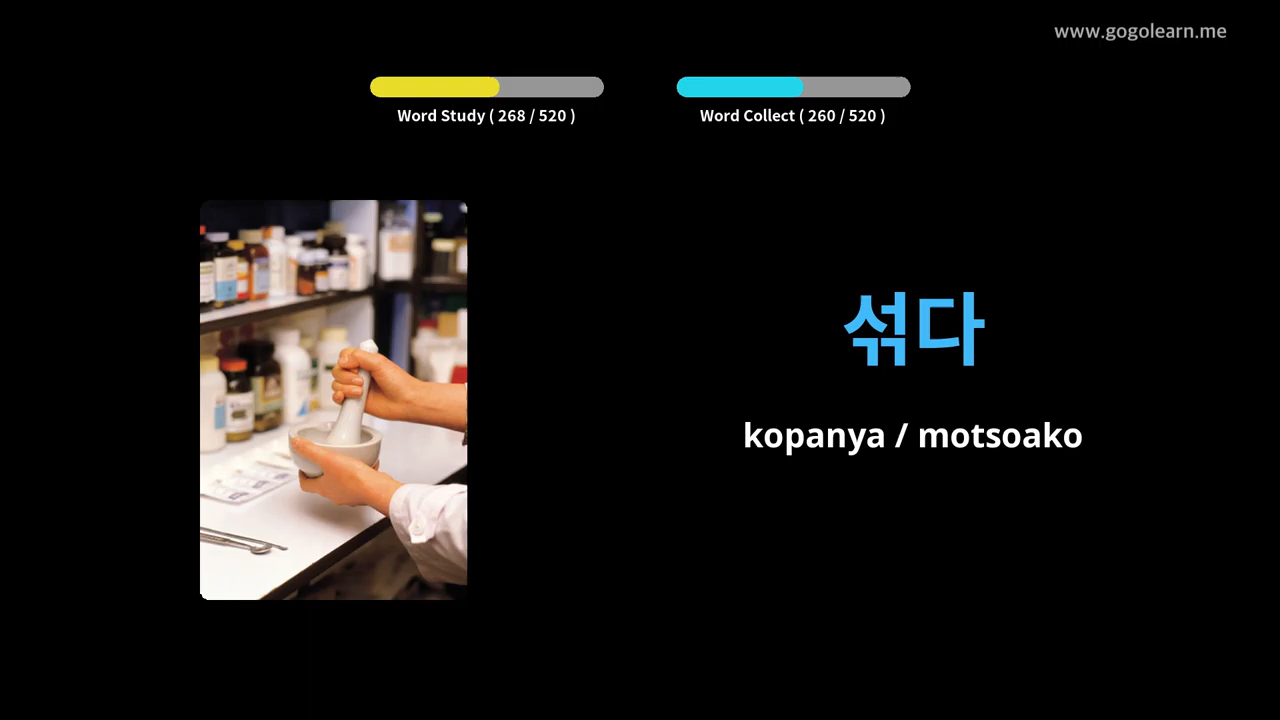 www.gogolearn.me
Word Study ( 268 / 520 )
Word Collect ( 260 / 520 )
섞다
kopanya / motsoako